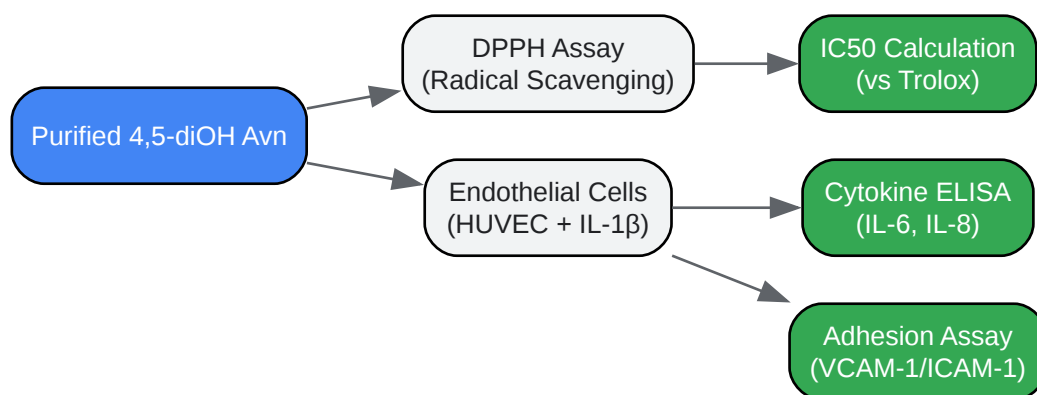 DPPH Assay
(Radical Scavenging)
IC50 Calculation
(vs Trolox)
Purified 4,5-diOH Avn
Endothelial Cells
(HUVEC + IL-1β)
Cytokine ELISA
(IL-6, IL-8)
Adhesion Assay
(VCAM-1/ICAM-1)